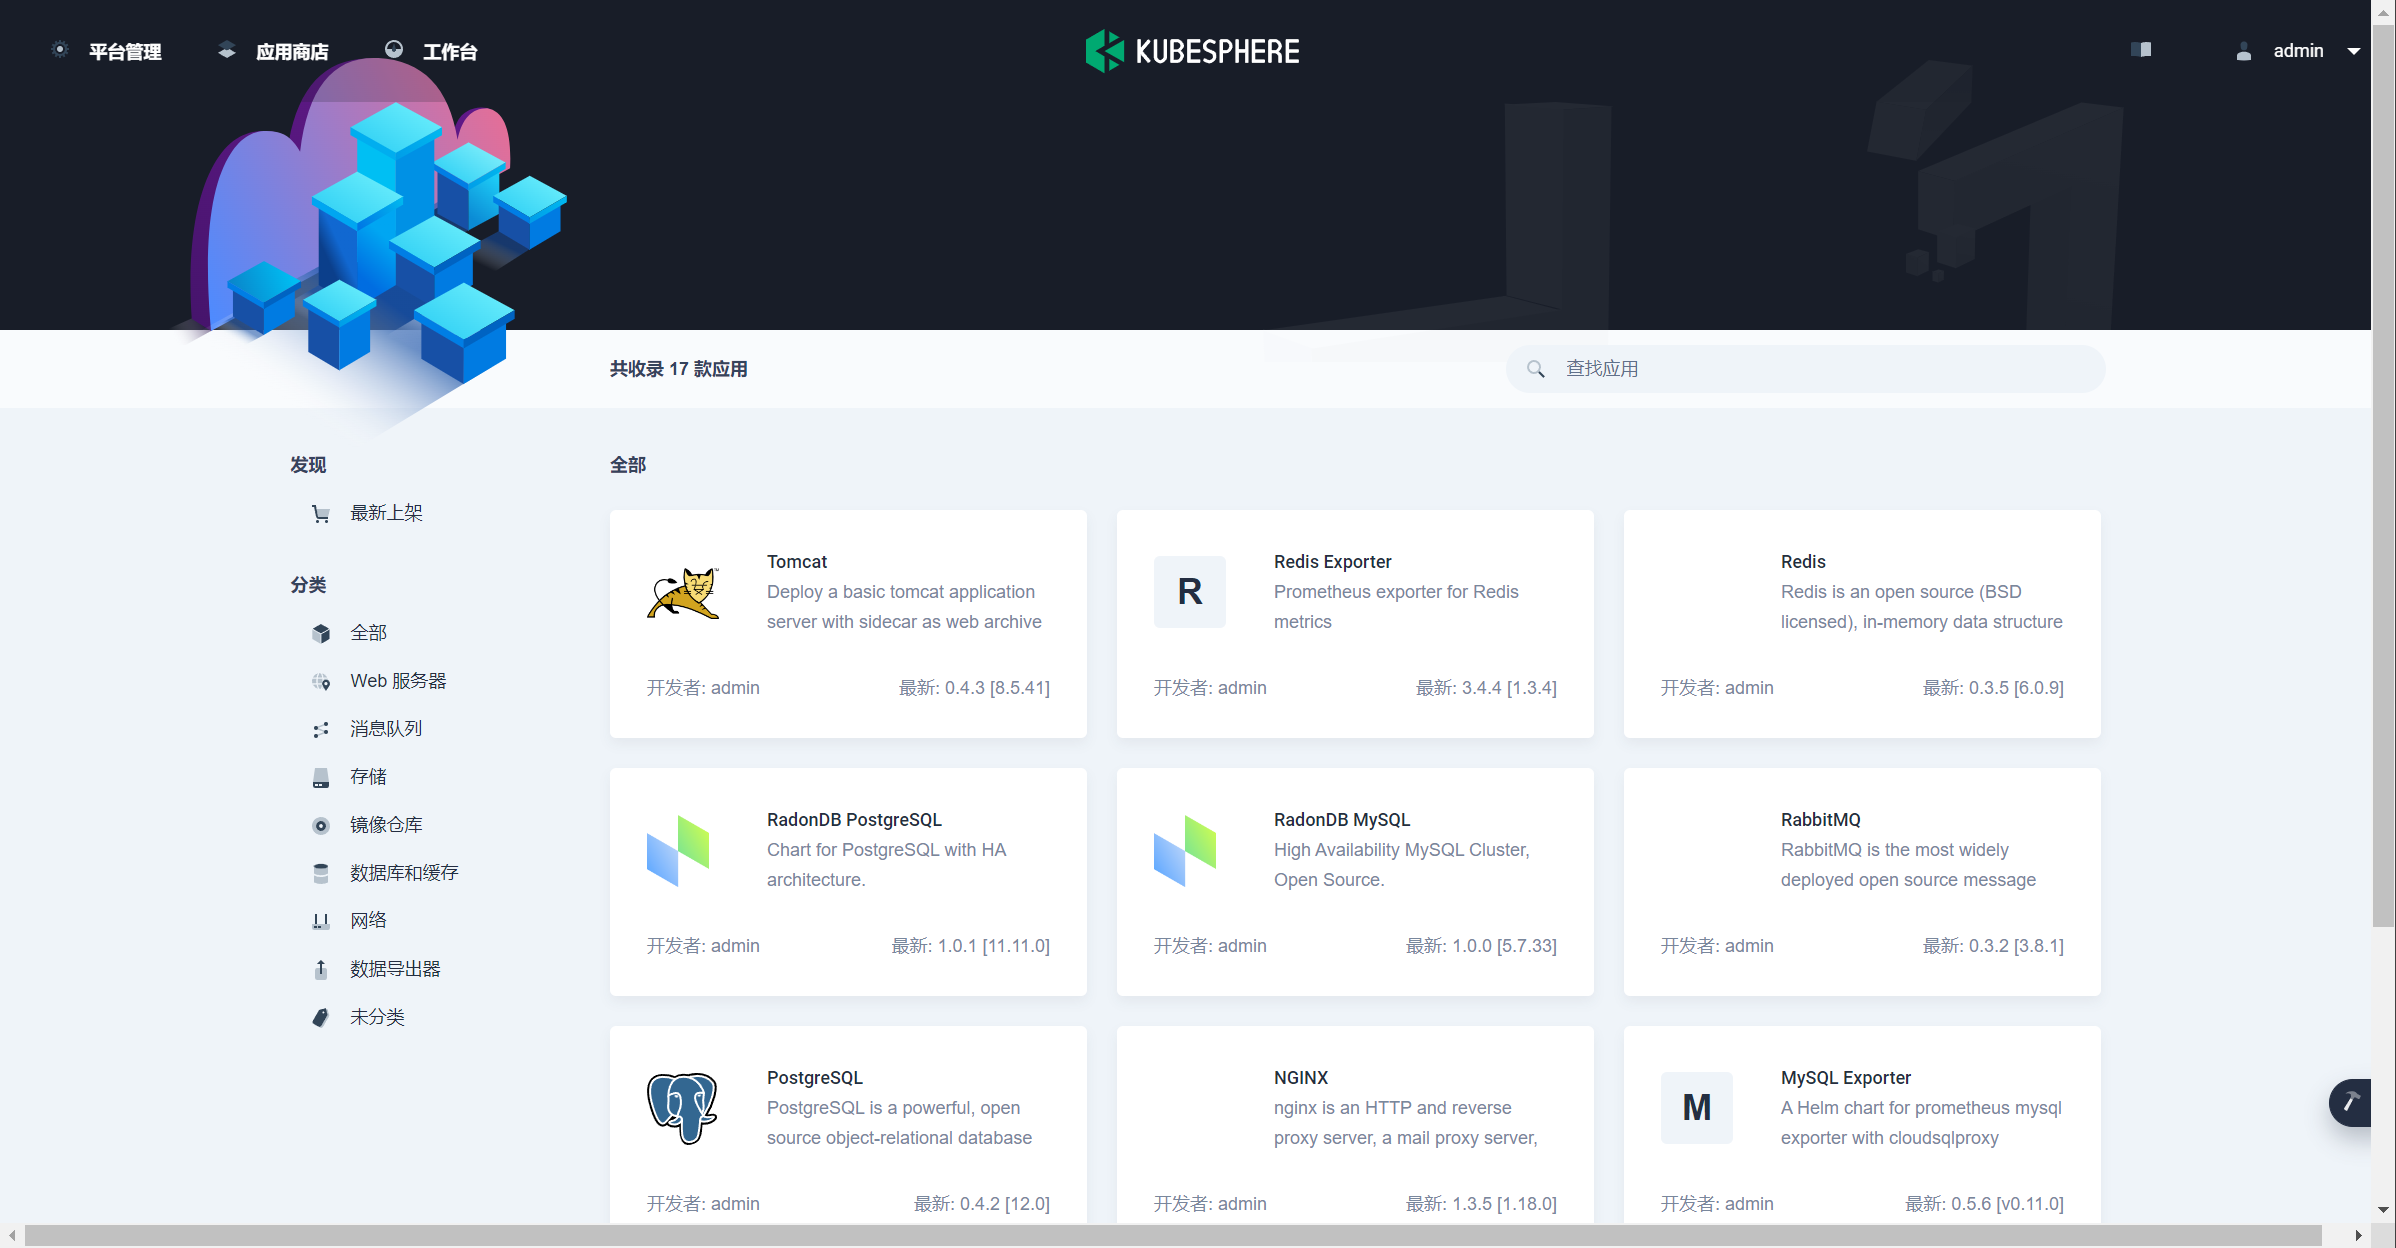 平台管理
应用商店
工作台
KUBESPHERE
admin
共收录 17 款应用
查找应用
发现
最新上架
分类
全部
Web 服务器
消息队列
存储
镜像仓库
数据库和缓存
网络
数据导出器
未分类
全部
Tomcat
Deploy a basic tomcat application
server with sidecar as web archive
开发者: admin
最新: 0.4.3 [8.5.41]
R
Redis Exporter
Prometheus exporter for Redis
metrics
开发者: admin
最新: 3.4.4 [1.3.4]
Redis
Redis is an open source (BSD
licensed), in-memory data structure
开发者: admin
最新: 0.3.5 [6.0.9]
RadonDB PostgreSQL
Chart for PostgreSQL with HA
architecture.
开发者: admin
最新: 1.0.1 [11.11.0]
RadonDB MySQL
High Availability MySQL Cluster,
Open Source.
开发者: admin
最新: 1.0.0 [5.7.33]
RabbitMQ
RabbitMQ is the most widely
deployed open source message
开发者: admin
最新: 0.3.2 [3.8.1]
PostgreSQL
PostgreSQL is a powerful, open
source object-relational database
开发者: admin
最新: 0.4.2 [12.0]
NGINX
nginx is an HTTP and reverse
proxy server, a mail proxy server,
开发者: admin
最新: 1.3.5 [1.18.0]
M
MySQL Exporter
A Helm chart for prometheus mysql
exporter with cloudsqlproxy
开发者: admin
最新: 0.5.6 [v0.11.0]